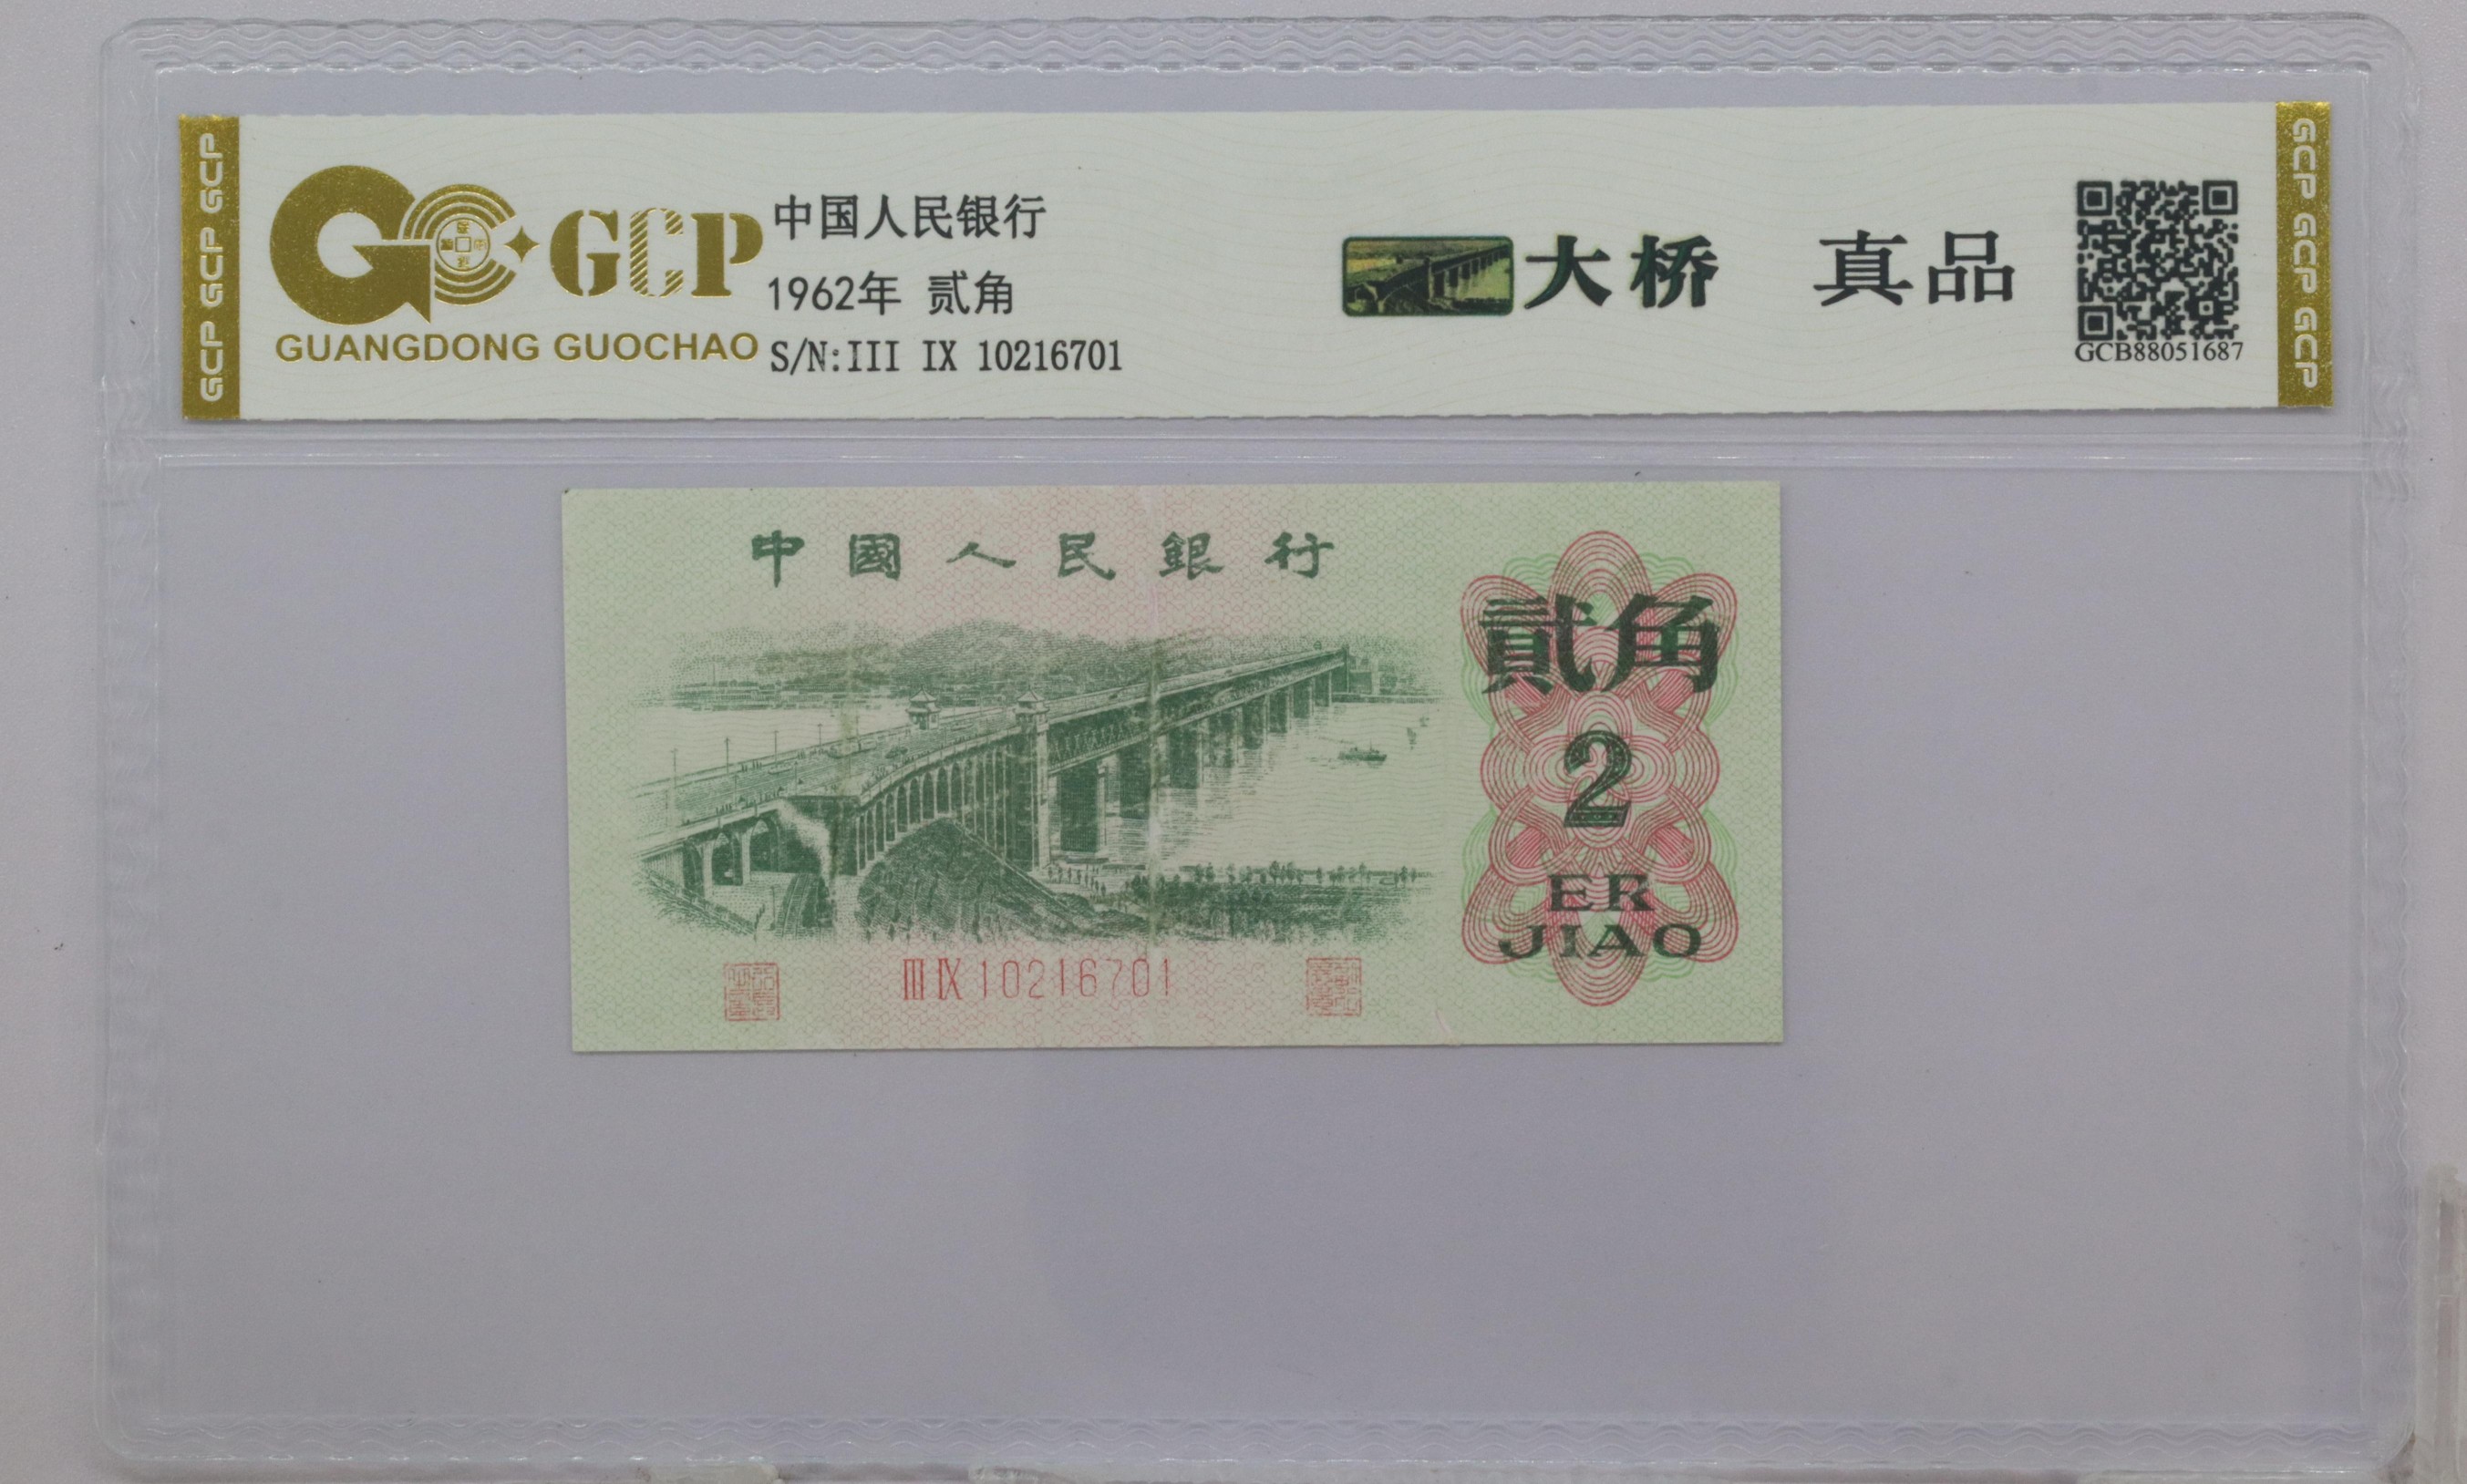 GCP GCP GCP
GCP
GUANGDONG GUOCHAO
中国人民银行
1962年 贰角
S/N:III IX 10216701
大桥 真品
GCB88051687
GCP GCP GCP
中國人民銀行
貳角
2
ER
JIAO
III IX 10216701